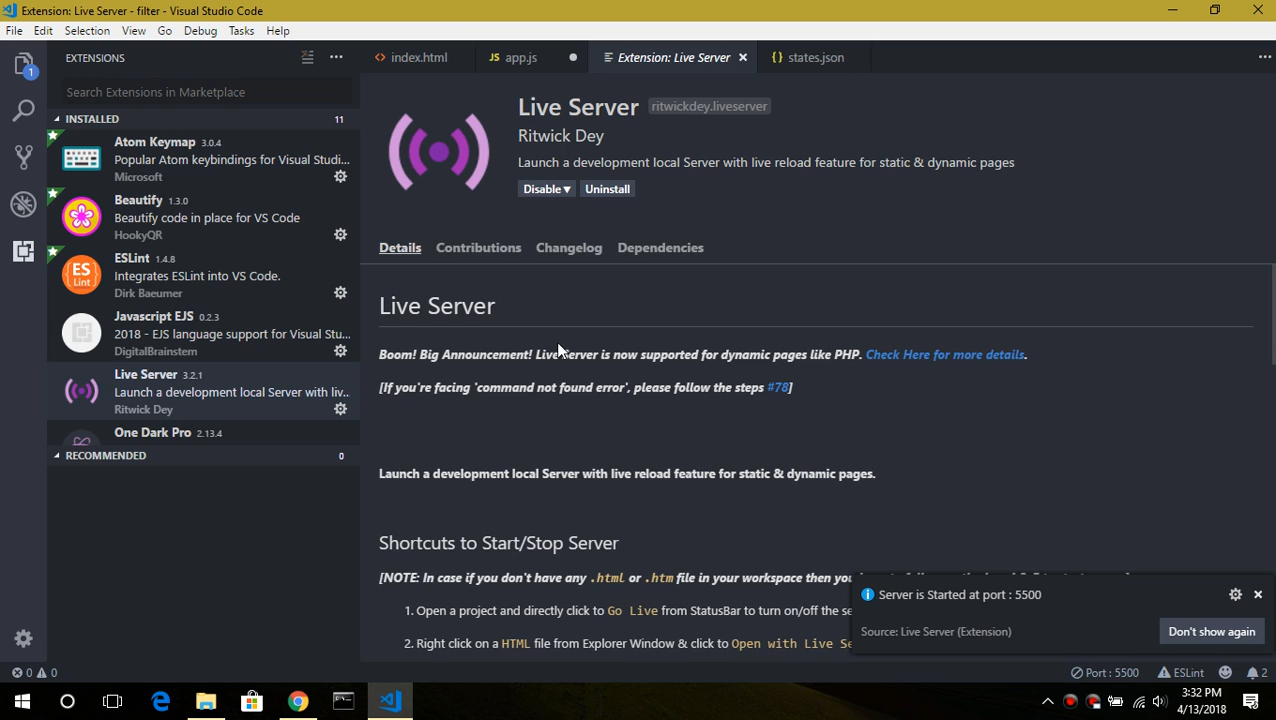 Extension: Live Server - filter - Visual Studio Code
File Edit Selection View Go Debug Tasks Help
EXTENSIONS
index.html
JS app.js
Extension: Live Server
{} states.json
1
Search Extensions in Marketplace
INSTALLED 11
Atom Keymap 3.0.4
Popular Atom keybindings for Visual Studi...
Microsoft
Beautify 1.3.0
Beautify code in place for VS Code
HookyQR
ES Lint
ESLint 1.4.8
Integrates ESLint into VS Code.
Dirk Baeumer
Javascript EJS 0.2.3
2018 - EJS language support for Visual Stu...
DigitalBrainstem
Live Server 3.2.1
Launch a development local Server with liv...
Ritwick Dey
One Dark Pro 2.13.4
RECOMMENDED 0
Live Server ritwickdey.liveserver
Ritwick Dey
Launch a development local Server with live reload feature for static & dynamic pages
Disable Uninstall
Details Contributions Changelog Dependencies
Live Server
Boom! Big Announcement! Live Server is now supported for dynamic pages like PHP. Check Here for more details.
[If you're facing 'command not found error', please follow the steps #78]
Launch a development local Server with live reload feature for static & dynamic pages.
Shortcuts to Start/Stop Server
[NOTE: In case if you don't have any .html or .htm file in your workspace then you
1. Open a project and directly click to Go Live from StatusBar to turn on/off the se
2. Right click on a HTML file from Explorer Window & click to Open with Live Se
Server is Started at port : 5500
Source: Live Server (Extension)
Don't show again
0 0
Port : 5500
ESLint
2
3:32 PM
4/13/2018